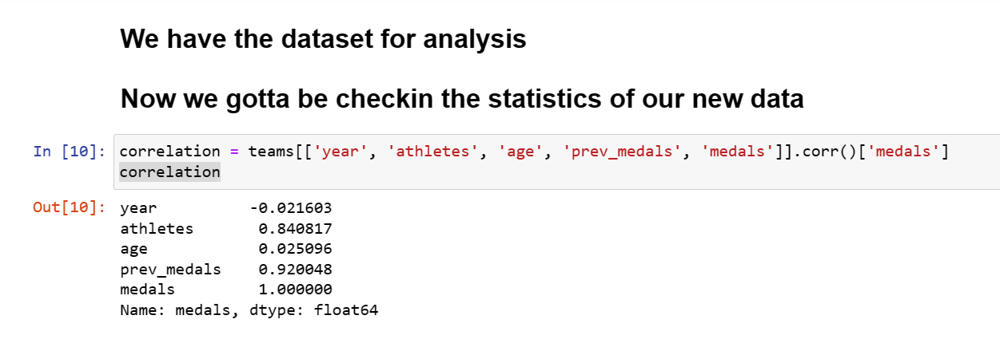 We have the dataset for analysis
Now we gotta be checkin the statistics of our new data
In [10]: correlation = teams[['year', 'athletes', 'age', 'prev_medals', 'medals']].corr()['medals']
correlation
Out[10]: year -0.021603
athletes 0.840817
age 0.025096
prev_medals 0.920048
medals 1.000000
Name: medals, dtype: float64